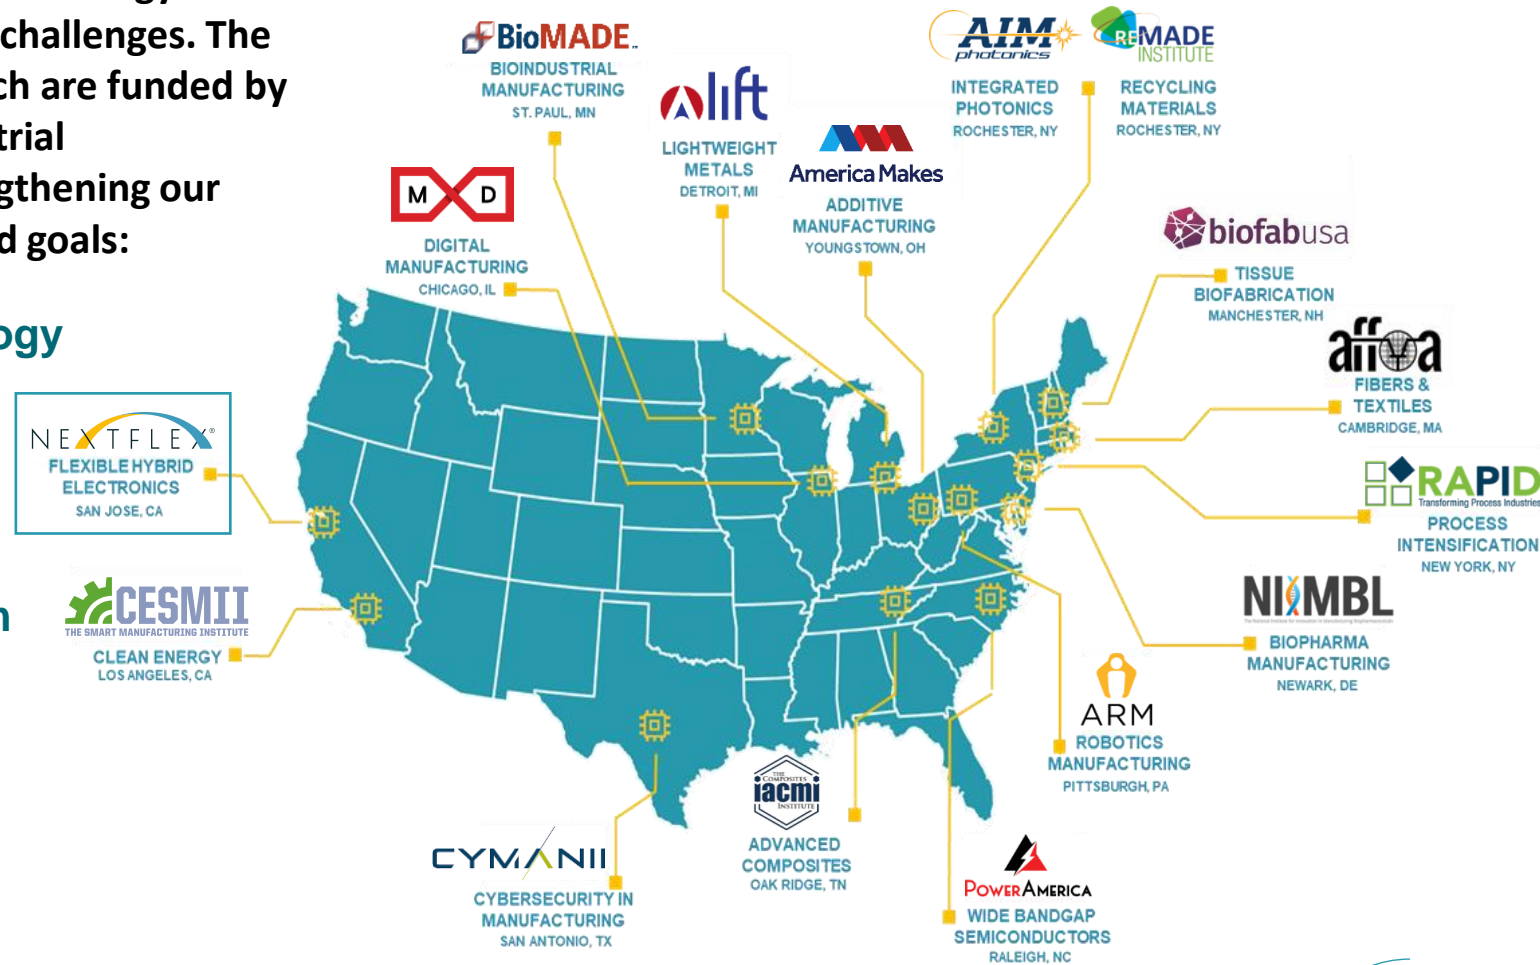 challenges. The
ch are funded by
trial
gthening our
d goals:
ogy
n
BioMADE™
BIOINDUSTRIAL
MANUFACTURING
ST. PAUL, MN
lift
LIGHTWEIGHT
METALS
DETROIT, MI
America Makes
ADDITIVE
MANUFACTURING
YOUNGSTOWN, OH
AIM
photonics
INTEGRATED
PHOTONICS
ROCHESTER, NY
REMADE
INSTITUTE
RECYCLING
MATERIALS
ROCHESTER, NY
M D
DIGITAL
MANUFACTURING
CHICAGO, IL
biofabusa
TISSUE
BIOFABRICATION
MANCHESTER, NH
affoa
FIBERS &
TEXTILES
CAMBRIDGE, MA
NEXTFLEX®
FLEXIBLE HYBRID
ELECTRONICS
SAN JOSE, CA
RAPID
Transforming Process Industries
PROCESS
INTENSIFICATION
NEW YORK, NY
CESMII
THE SMART MANUFACTURING INSTITUTE
CLEAN ENERGY
LOS ANGELES, CA
NIIMBL
BIOPHARMA
MANUFACTURING
NEWARK, DE
ARM
ROBOTICS
MANUFACTURING
PITTSBURGH, PA
THE
COMPOSITES
iacmi
INSTITUTE
ADVANCED
COMPOSITES
OAK RIDGE, TN
CYMANII
CYBERSECURITY IN
MANUFACTURING
SAN ANTONIO, TX
POWERAMERICA
WIDE BANDGAP
SEMICONDUCTORS
RALEIGH, NC